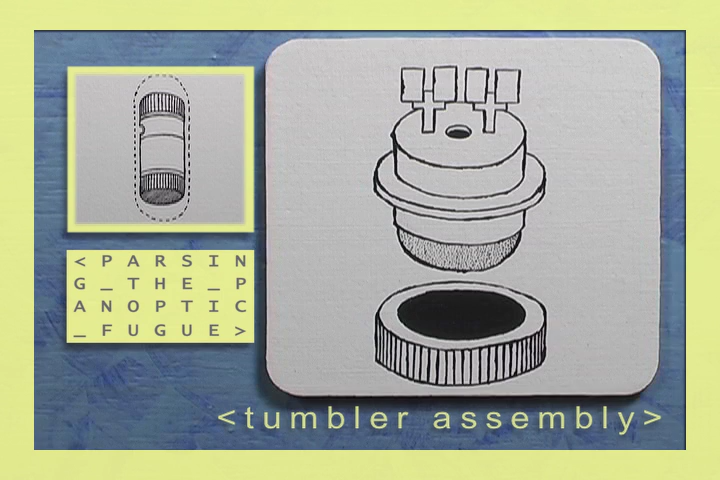 < P A R S I N
G _ T H E _ P
A N O P T I C
_ F U G U E >
<tumbler assembly>